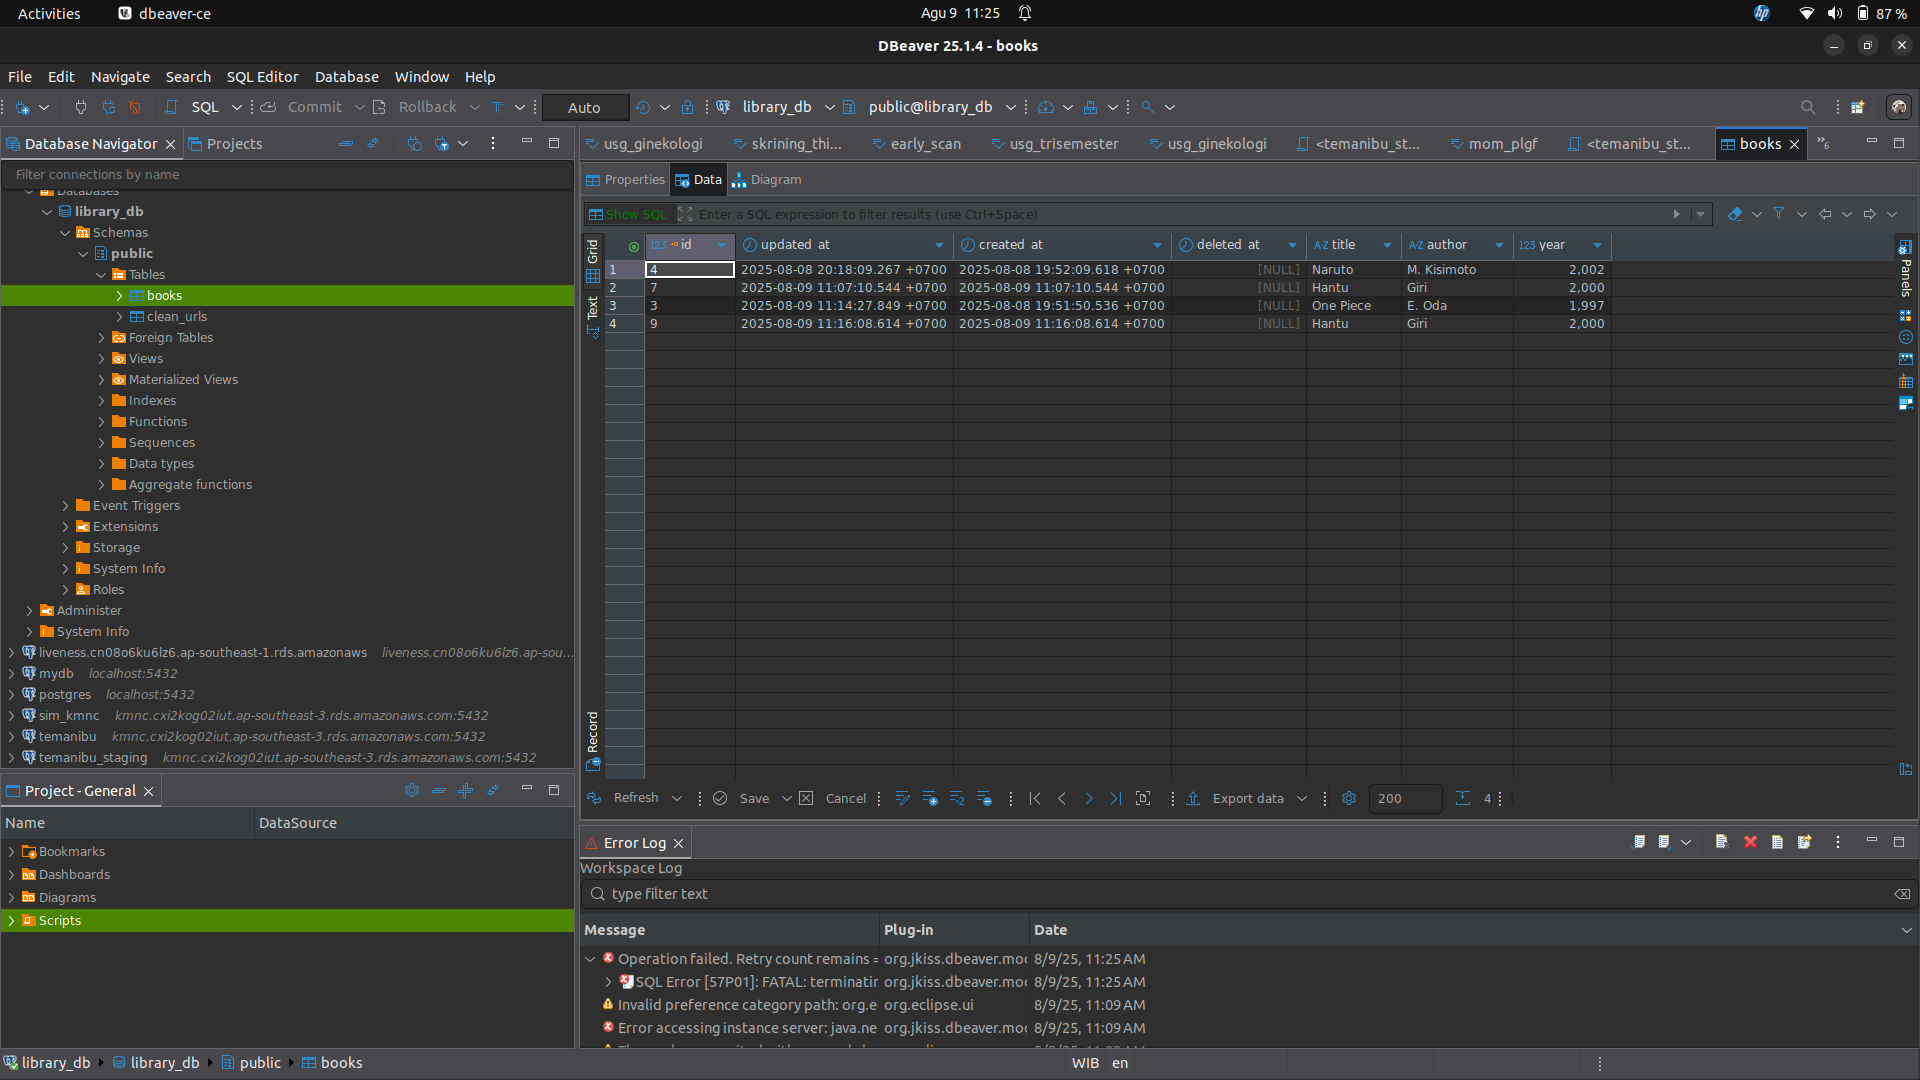 Activities
dbeaver-ce
Agu 9 11:25
87 %
DBeaver 25.1.4 - books
File Edit Navigate Search SQL Editor Database Window Help
SQL Commit Rollback T Auto library_db public@library_db
Database Navigator Projects
Filter connections by name
Databases
library_db
Schemas
public
Tables
books
clean_urls
Foreign Tables
Views
Materialized Views
Indexes
Functions
Sequences
Data types
Aggregate functions
Event Triggers
Extensions
Storage
System Info
Roles
Administer
System Info
liveness.cn08o6ku6lz6.ap-southeast-1.rds.amazonaws liveness.cn08o6ku6lz6.ap-sou...
mydb localhost:5432
postgres localhost:5432
sim_kmnc kmnc.cxi2kog02iut.ap-southeast-3.rds.amazonaws.com:5432
temanibu kmnc.cxi2kog02iut.ap-southeast-3.rds.amazonaws.com:5432
temanibu_staging kmnc.cxi2kog02iut.ap-southeast-3.rds.amazonaws.com:5432
Project - General
Name DataSource
Bookmarks
Dashboards
Diagrams
Scripts
usg_ginekologi skrining_thi... early_scan usg_trisemester usg_ginekologi <temanibu_st... mom_plgf <temanibu_st... books »6
Properties Data Diagram
Show SQL Enter a SQL expression to filter results (use Ctrl+Space)
Grid
Text
Record
Panels
123 id updated_at created_at deleted_at A-Z title A-Z author 123 year
1 4 2025-08-08 20:18:09.267 +0700 2025-08-08 19:52:09.618 +0700 [NULL] Naruto M. Kisimoto 2,002
2 7 2025-08-09 11:07:10.544 +0700 2025-08-09 11:07:10.544 +0700 [NULL] Hantu Giri 2,000
3 3 2025-08-09 11:14:27.849 +0700 2025-08-08 19:51:50.536 +0700 [NULL] One Piece E. Oda 1,997
4 9 2025-08-09 11:16:08.614 +0700 2025-08-09 11:16:08.614 +0700 [NULL] Hantu Giri 2,000
Refresh Save Cancel Export data 200 4
Error Log
Workspace Log
type filter text
Message Plug-in Date
Operation failed. Retry count remains = org.jkiss.dbeaver.mod 8/9/25, 11:25 AM
SQL Error [57P01]: FATAL: terminatin org.jkiss.dbeaver.mod 8/9/25, 11:25 AM
Invalid preference category path: org.e org.eclipse.ui 8/9/25, 11:09 AM
Error accessing instance server: java.ne org.jkiss.dbeaver.mod 8/9/25, 11:09 AM
library_db library_db public books
WIB en